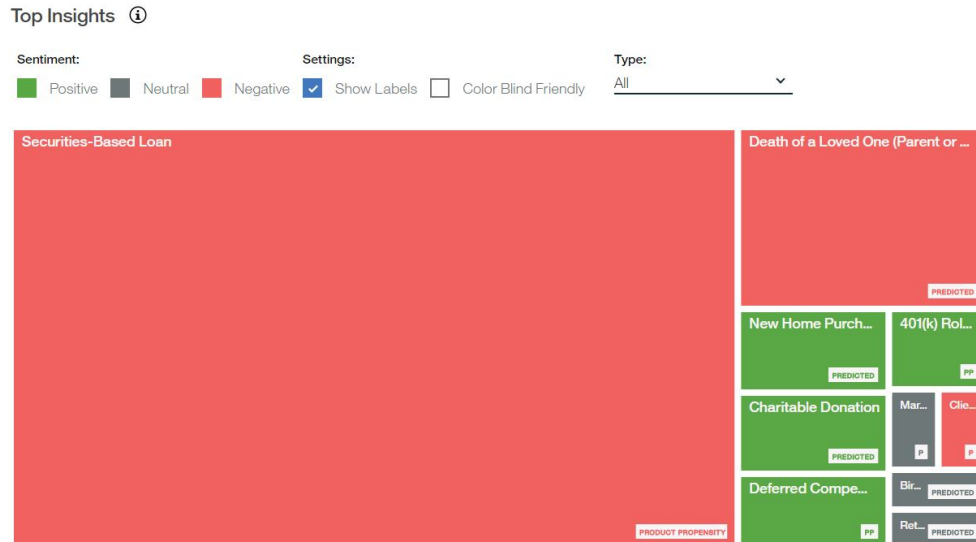 Top Insights
Sentiment:
Positive Neutral Negative
Settings:
Show Labels Color Blind Friendly
Type:
All
Securities-Based Loan
PRODUCT PROPENSITY
Death of a Loved One (Parent or ...
PREDICTED
New Home Purch...
PREDICTED
401(k) Rol...
PP
Charitable Donation
PREDICTED
Mar...
P
Clie...
P
Deferred Compe...
PP
Bir...
PREDICTED
Ret...
PREDICTED